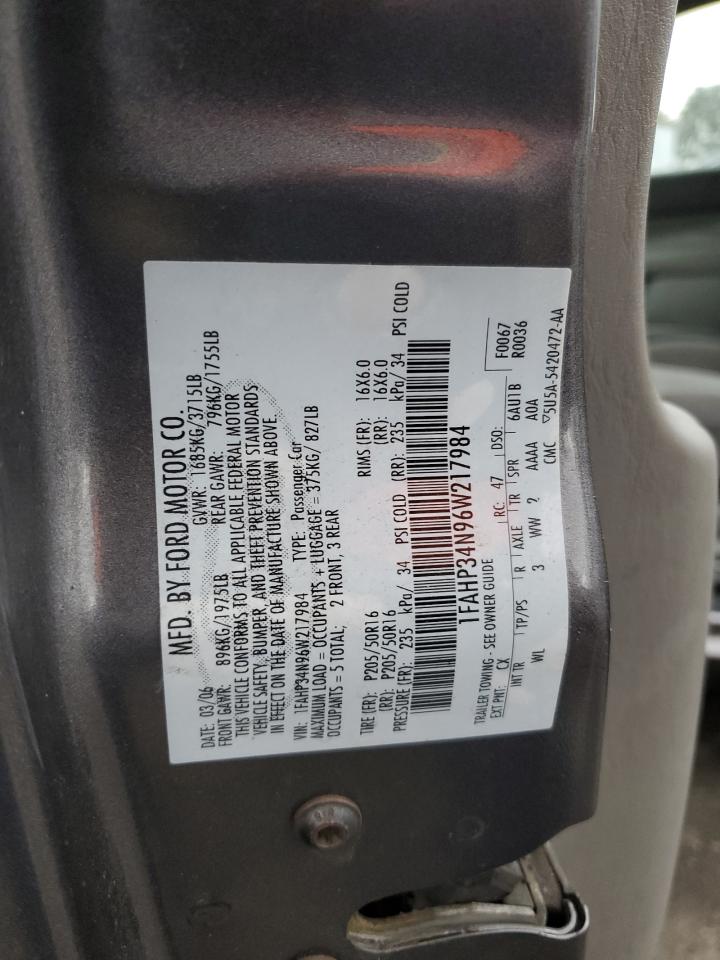 MFD. BY FORD MOTOR CO.
DATE: 03/06 GVWR: 1685KG/3715LB
FRONT GAWR: 896KG/1975LB REAR GAWR: 796KG/1755LB
THIS VEHICLE CONFORMS TO ALL APPLICABLE FEDERAL MOTOR
VEHICLE SAFETY, BUMPER, AND THEFT PREVENTION STANDARDS
IN EFFECT ON THE DATE OF MANUFACTURE SHOWN ABOVE.
VIN: 1FAHP34N96W217984 TYPE: Passenger Car
MAXIMUM LOAD = OCCUPANTS + LUGGAGE = 375KG/ 827LB
OCCUPANTS = 5 TOTAL; 2 FRONT, 3 REAR
TIRE (FR): P205/50R16 RIMS (FR): 16X6.0
(RR): P205/50R16 (RR): 16X6.0
PRESSURE (FR): 235 kPa/ 34 PSI COLD (RR): 235 kPa/ 34 PSI COLD
1FAHP34N96W217984
TRAILER TOWING - SEE OWNER GUIDE
F0067
R0036
EXT PNT: CX RC: 47 DSO:
INT TR TP/PS R AXLE TR SPR 6AU1B
WL 3 WW ? AAAA A0A
CMC ▽5U5A-5420472-AA